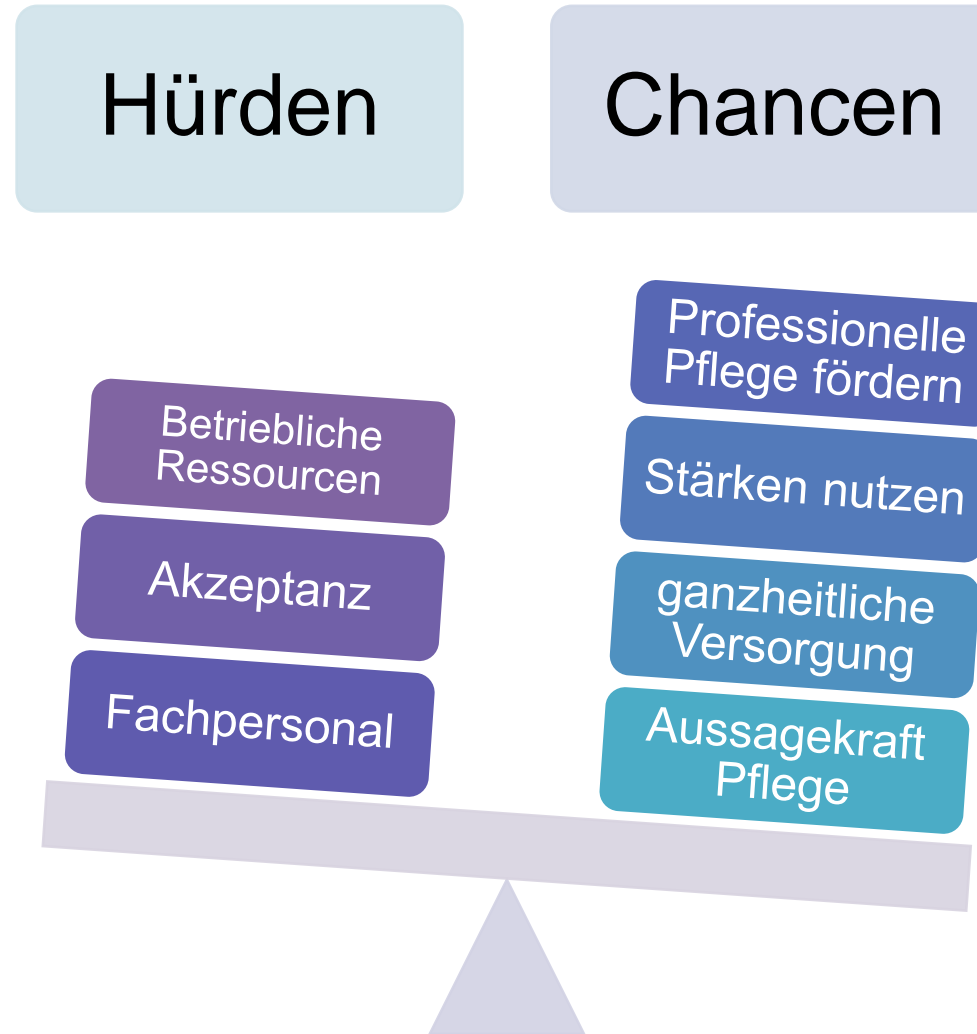 Hürden
Chancen
Betriebliche
Ressourcen
Akzeptanz
Fachpersonal
Professionelle
Pflege fördern
Stärken nutzen
ganzheitliche
Versorgung
Aussagekraft
Pflege